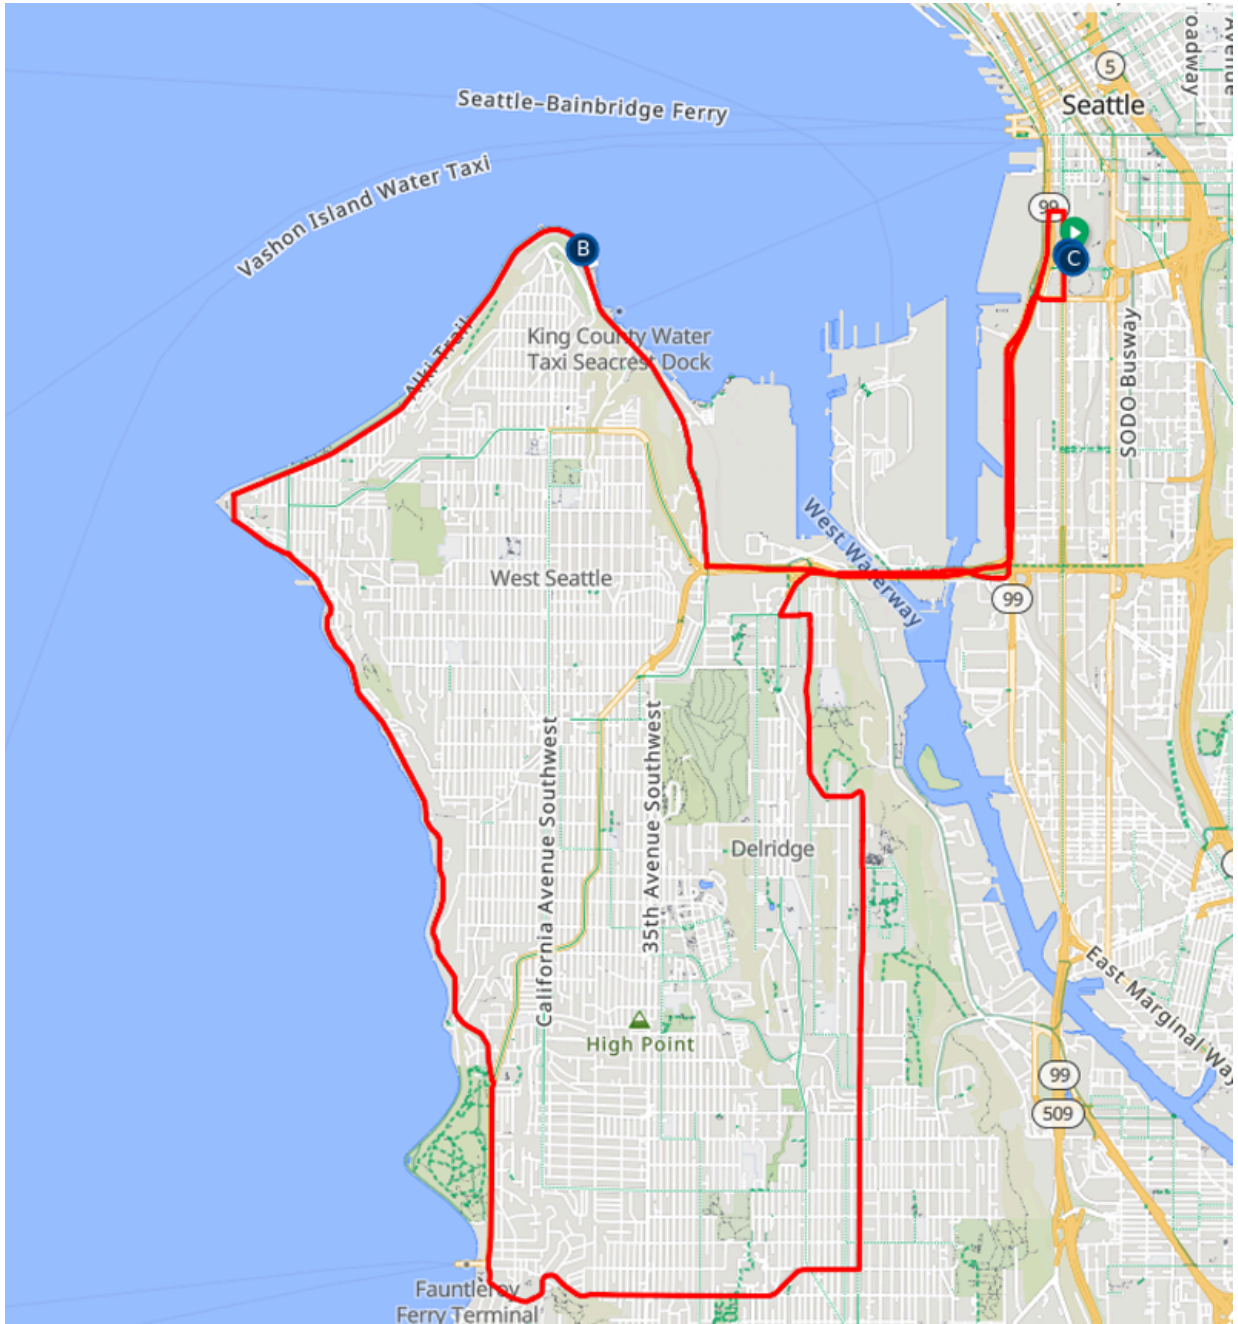 Avenue
roadway
5
Seattle–Bainbridge Ferry
Seattle
Vashon Island Water Taxi
99
B
C
King County Water
Taxi Seacrest Dock
Alki Trail
SODO Busway
West Waterway
West Seattle
99
California Avenue Southwest
35th Avenue Southwest
Delridge
East Marginal Way
High Point
99
509
Fauntleroy
Ferry Terminal